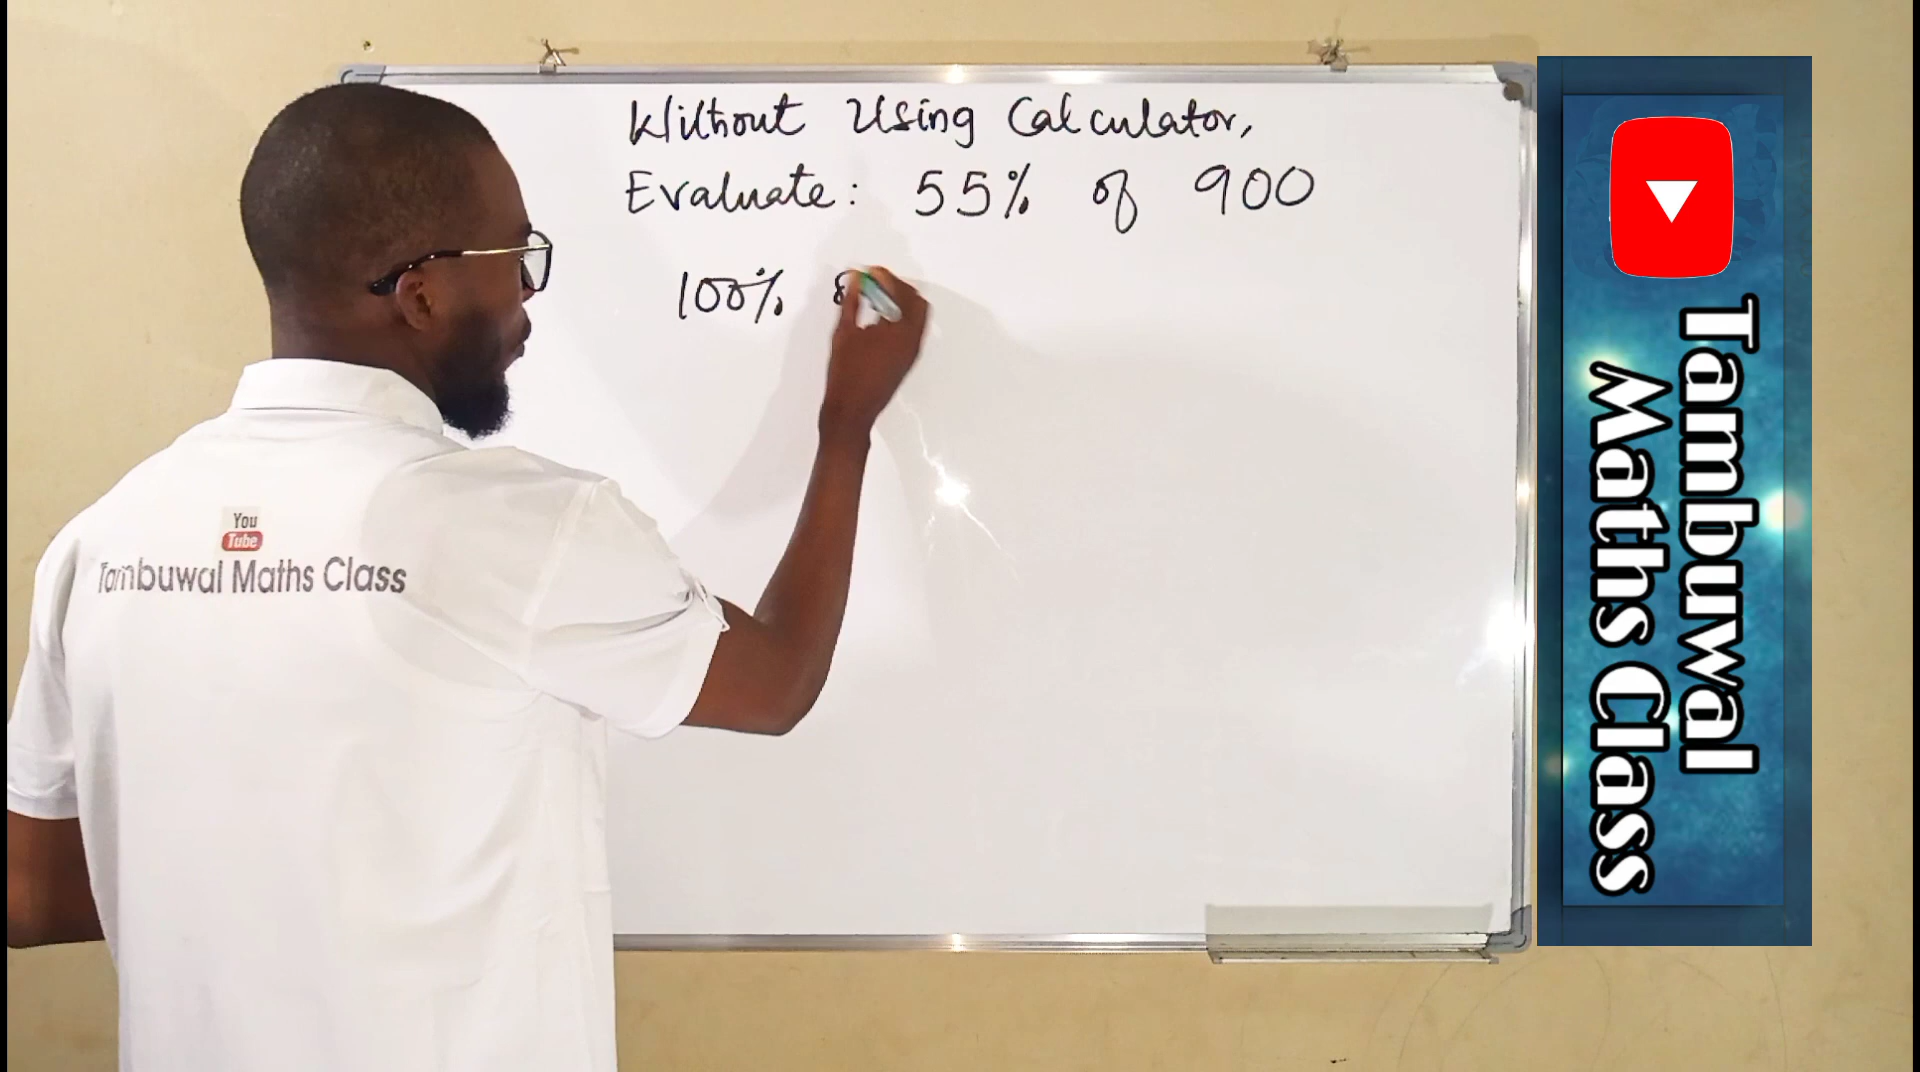 Without Using Calculator,
Evaluate: 55% of 900
100%
You
Tube
Tambuwal Maths Class
Tambuwal
Maths Class